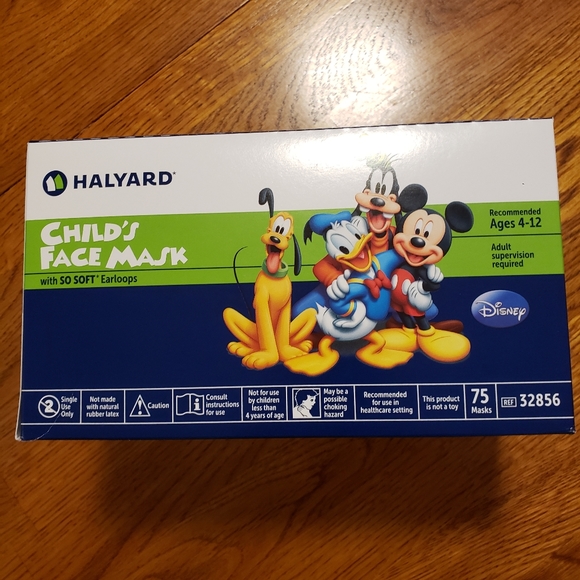 HALYARD®
CHILD'S
FACE MASK
with SO SOFT* Earloops
Recommended
Ages 4-12
Adult
supervision
required
Disney
2
Single
Use
Only
Not made
with natural
rubber latex
Caution
Consult
instructions
for use
Not for use
by children
less than
4 years of age
May be a
possible
choking
hazard
Recommended
for use in
healthcare setting
This product
is not a toy
75
Masks
REF 32856